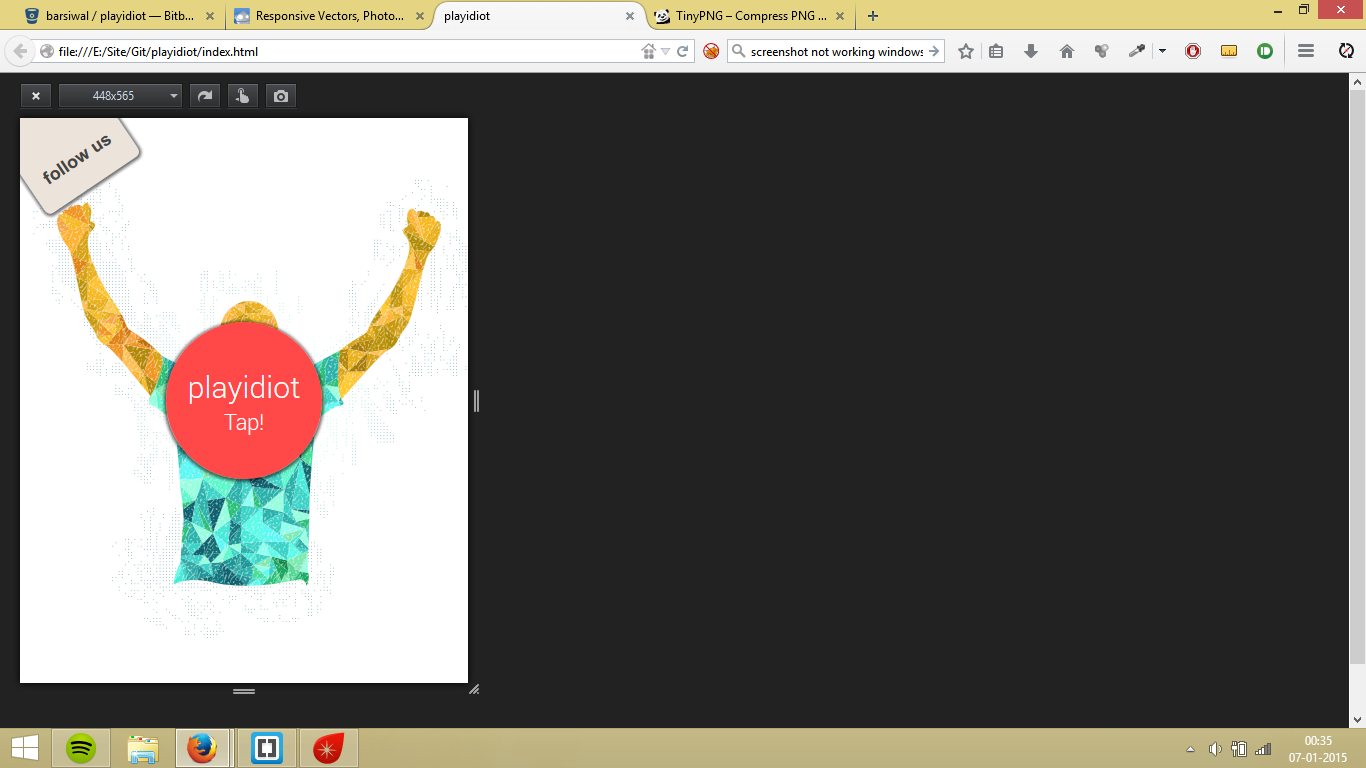 barsiwal / playidiot — Bitb...
Responsive Vectors, Photo...
playidiot
TinyPNG – Compress PNG ...
file:///E:/Site/Git/playidiot/index.html
screenshot not working windows
448x565
follow us
playidiot
Tap!
00:35
07-01-2015